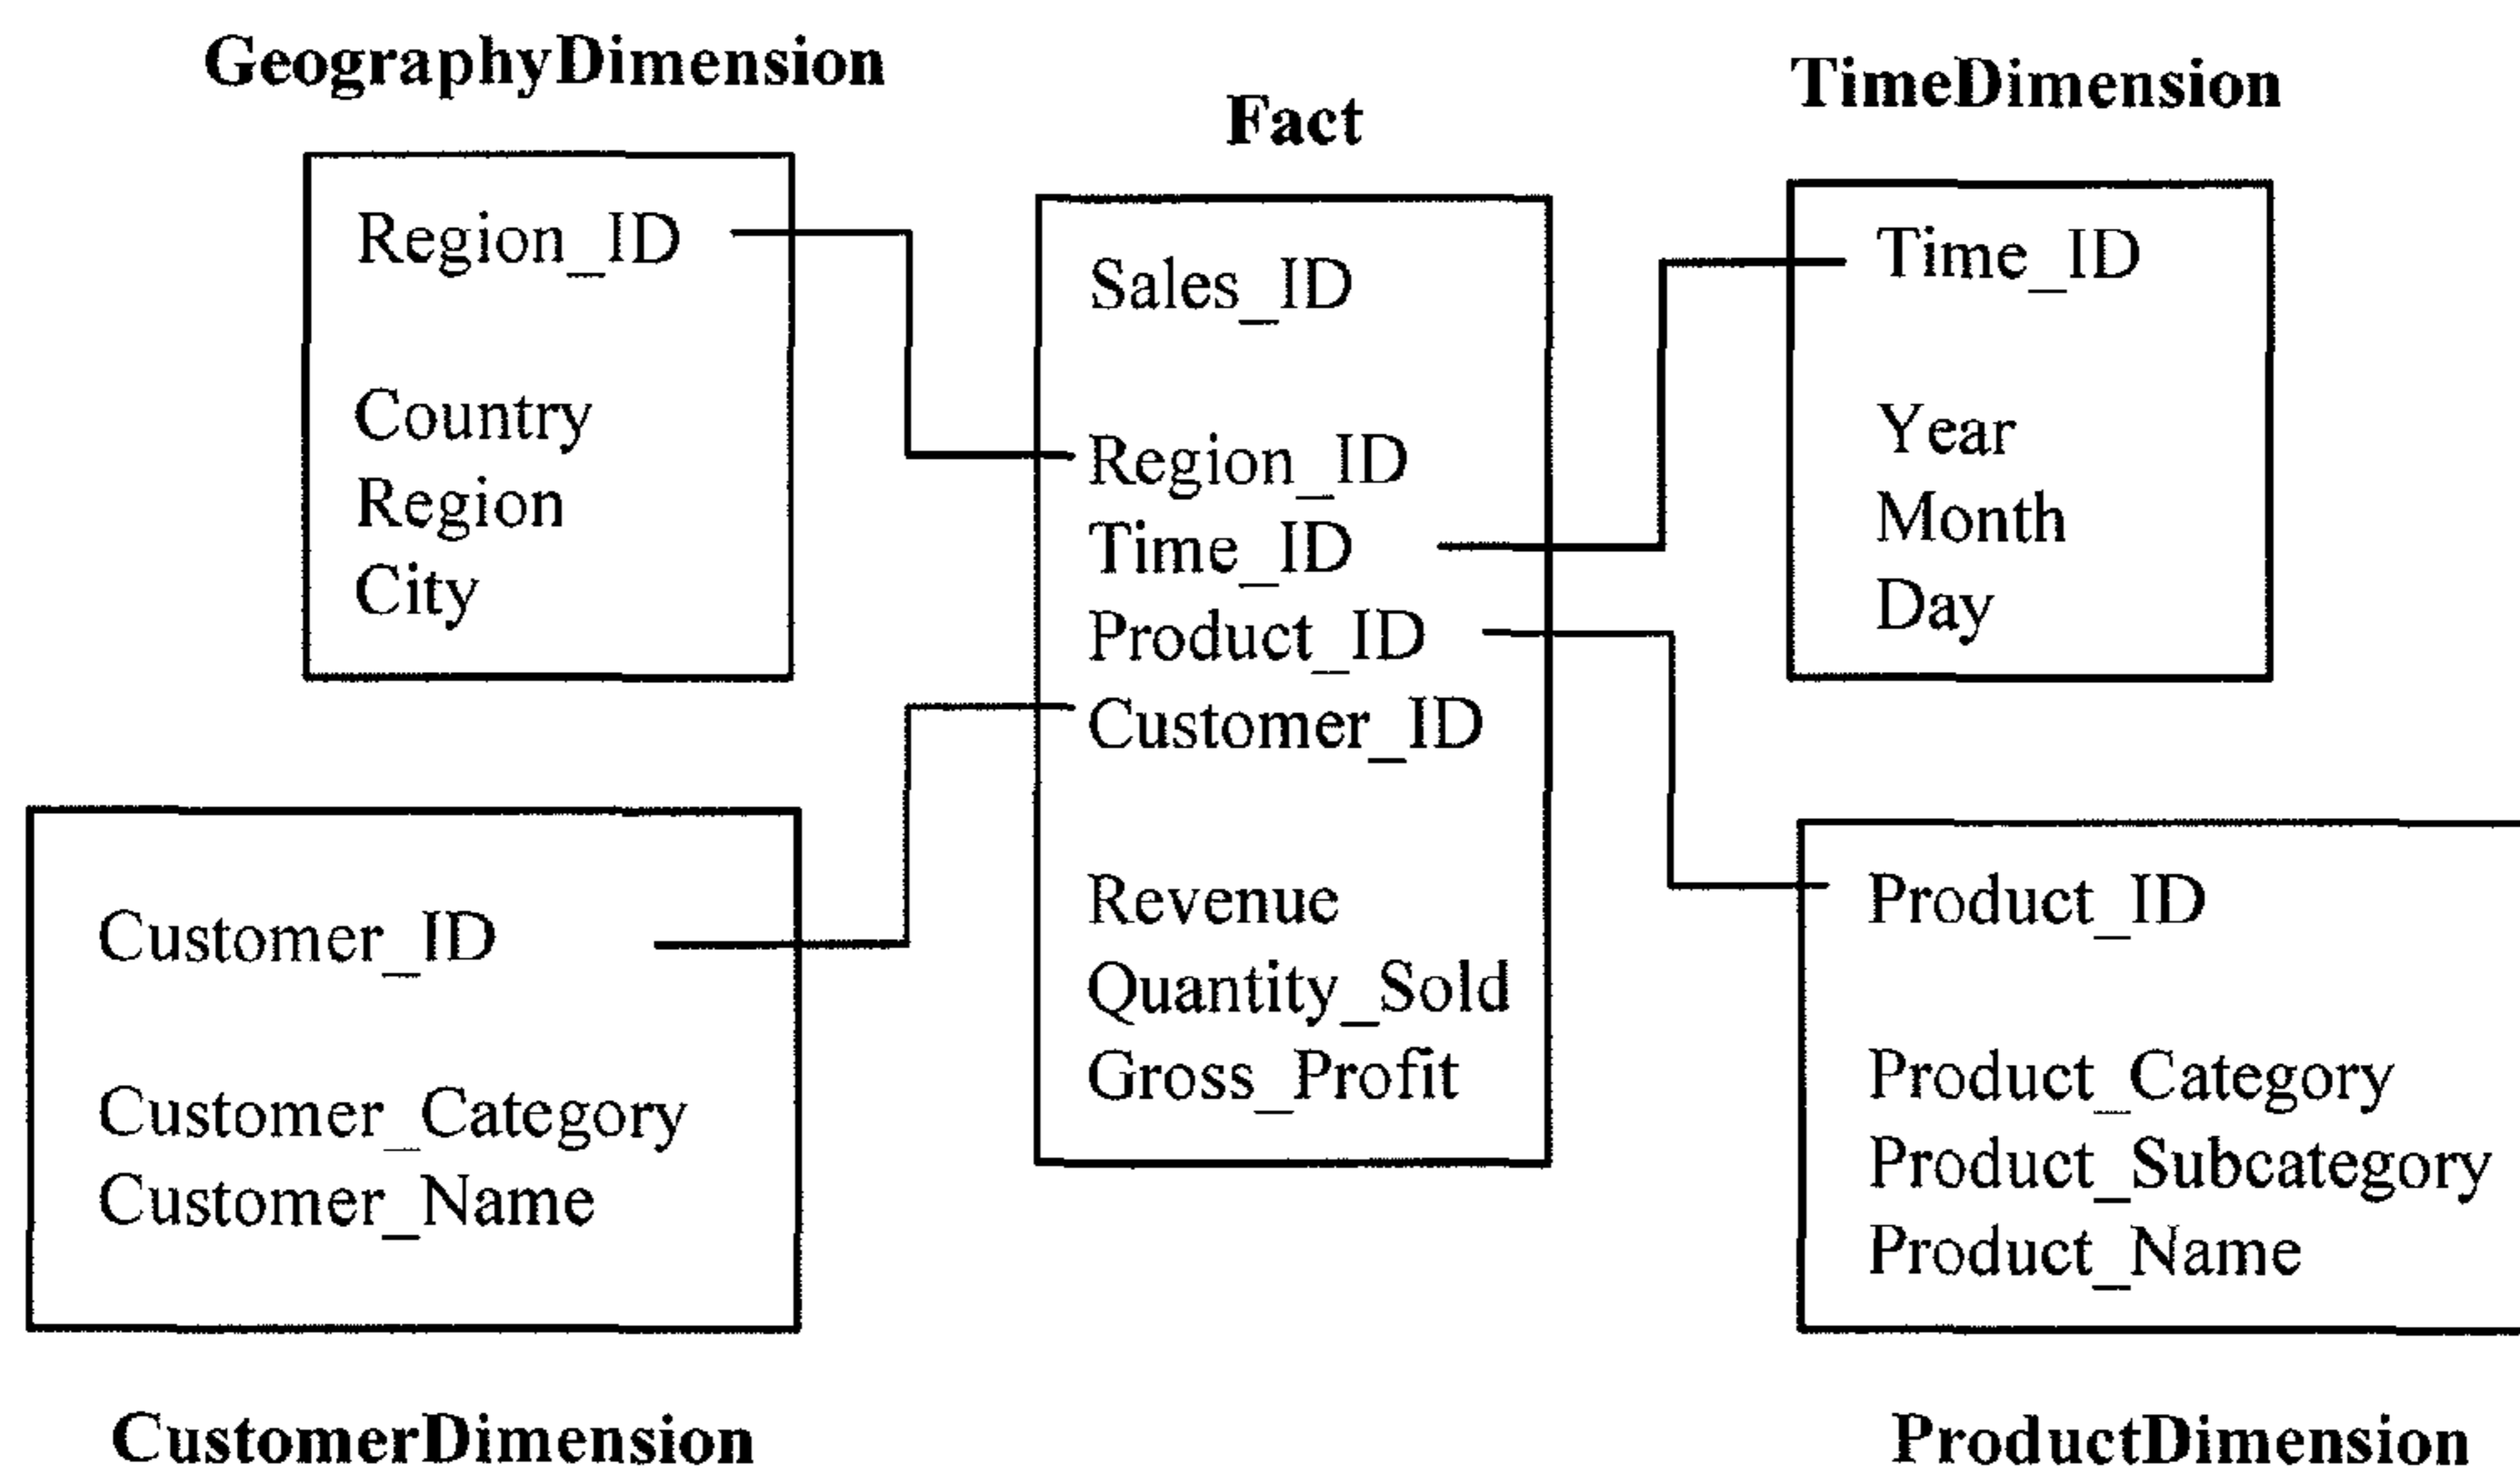 GeographyDimension
Region_ID
Country
Region
City
Fact
Sales_ID
Region_ID
Time_ID
Product_ID
Customer_ID
Revenue
Quantity_Sold
Gross_Profit
TimeDimension
Time_ID
Year
Month
Day
Customer_ID
Customer_Category
Customer_Name
CustomerDimension
Product_ID
Product_Category
Product_Subcategory
Product_Name
ProductDimension